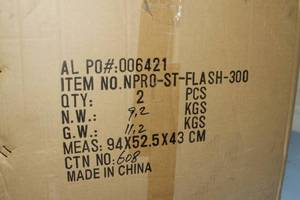 AL PO#:006421
ITEM NO.NPRO-ST-FLASH-300
QTY: 2 PCS
N.W.: 9,2 KGS
G.W.: 11,2 KGS
MEAS: 94X52.5X43 CM
CTN NO: 608
MADE IN CHINA